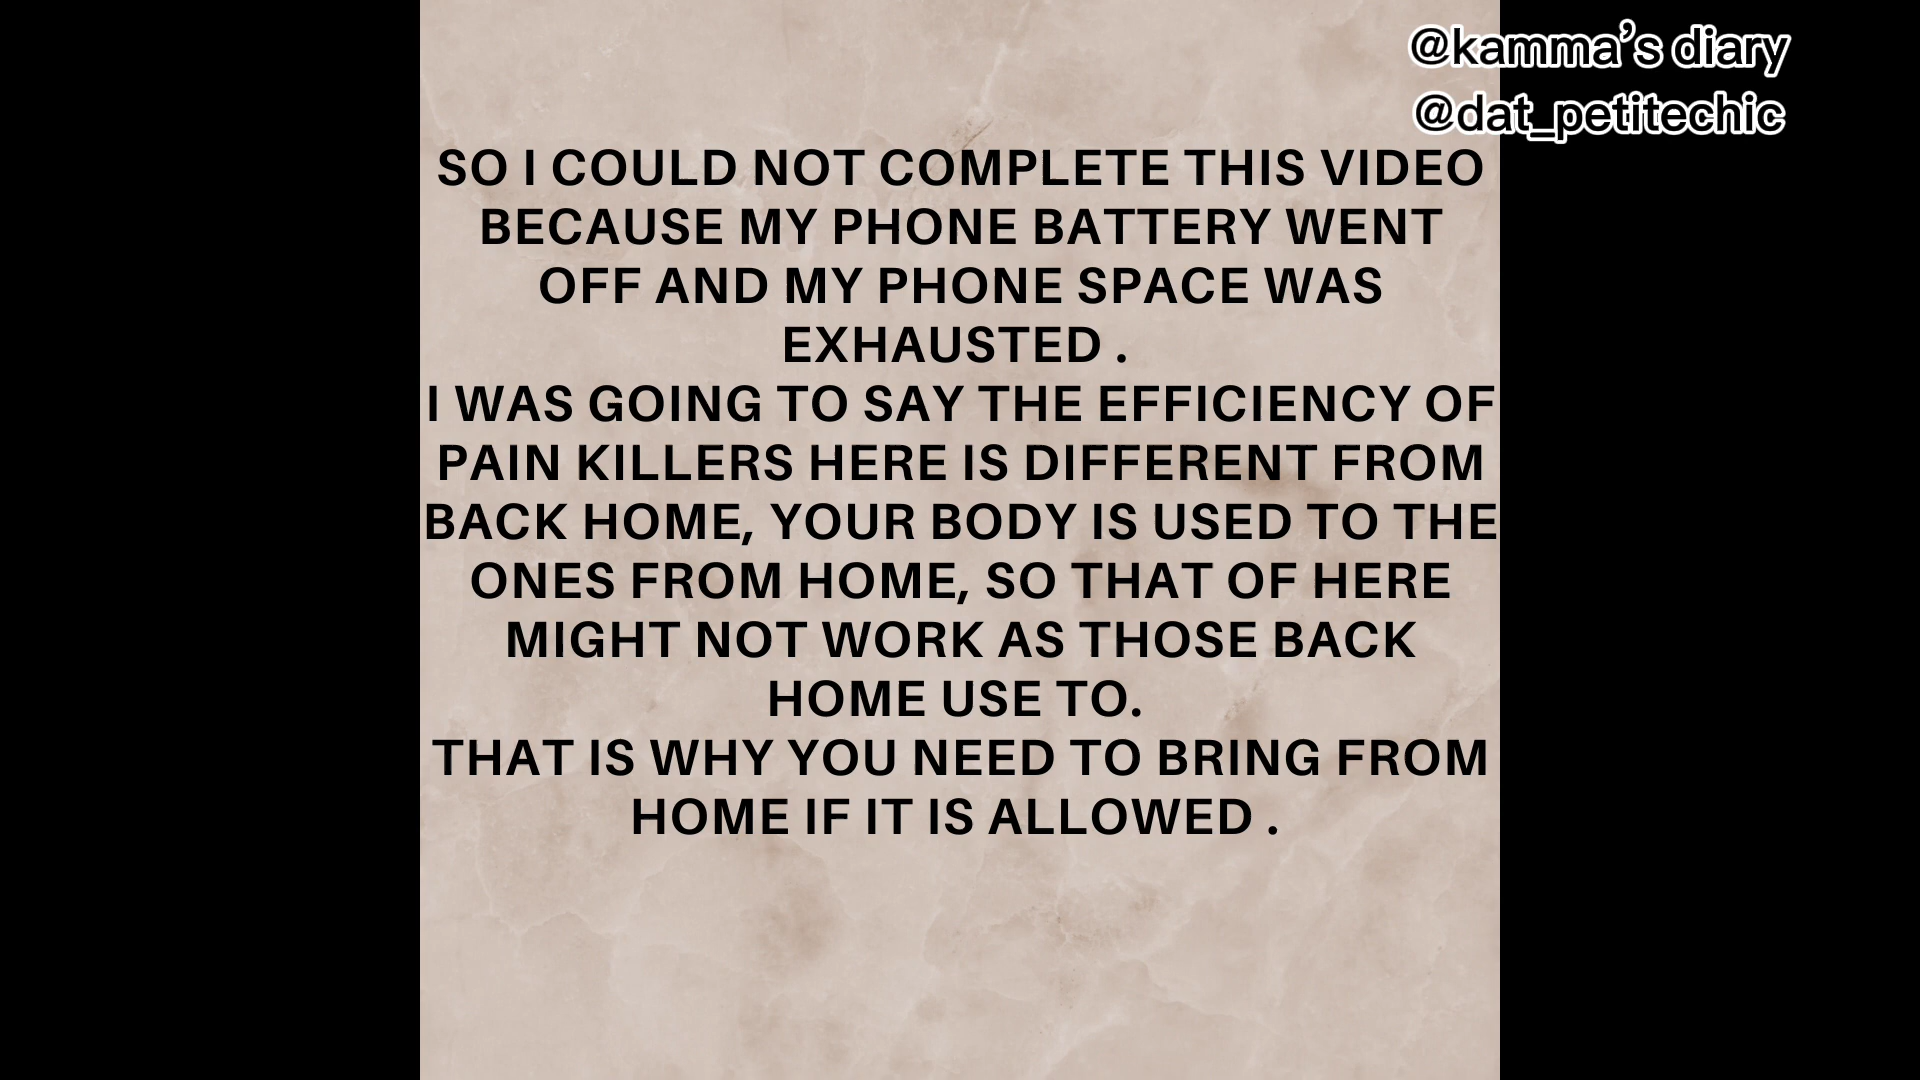 @kamma's diary
@dat_petitechic
SO I COULD NOT COMPLETE THIS VIDEO
BECAUSE MY PHONE BATTERY WENT
OFF AND MY PHONE SPACE WAS
EXHAUSTED .
I WAS GOING TO SAY THE EFFICIENCY OF
PAIN KILLERS HERE IS DIFFERENT FROM
BACK HOME, YOUR BODY IS USED TO THE
ONES FROM HOME, SO THAT OF HERE
MIGHT NOT WORK AS THOSE BACK
HOME USE TO.
THAT IS WHY YOU NEED TO BRING FROM
HOME IF IT IS ALLOWED .